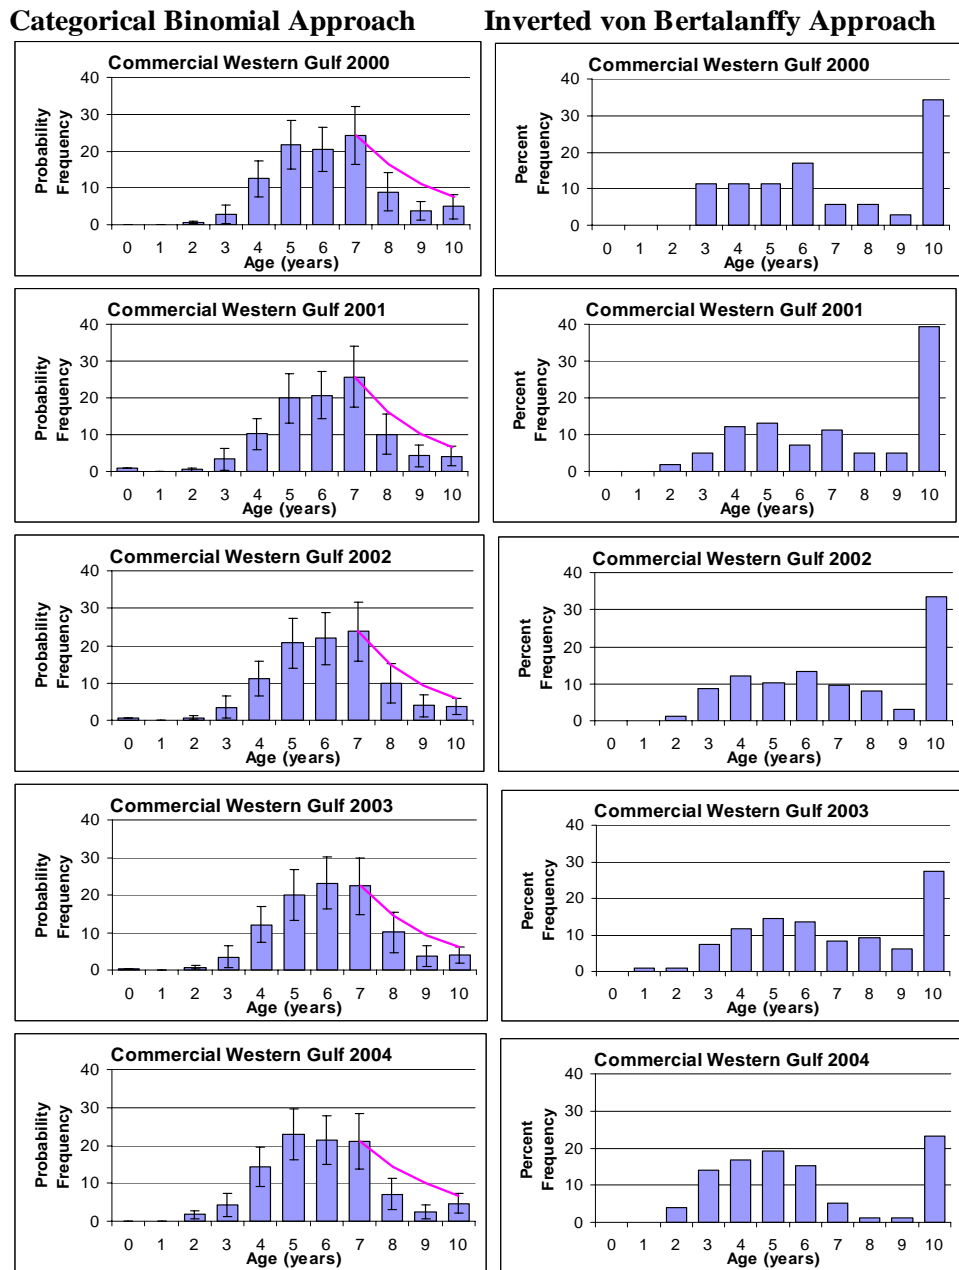 Categorical Binomial Approach
Inverted von Bertalanffy Approach
Commercial Western Gulf 2000
Probability
Frequency
40
30
20
10
0
0 1 2 3 4 5 6 7 8 9 10
Age (years)
Commercial Western Gulf 2000
Percent
Frequency
40
30
20
10
0
0 1 2 3 4 5 6 7 8 9 10
Age (years)
Commercial Western Gulf 2001
Probability
Frequency
40
30
20
10
0
0 1 2 3 4 5 6 7 8 9 10
Age (years)
Commercial Western Gulf 2001
Percent
Frequency
40
30
20
10
0
0 1 2 3 4 5 6 7 8 9 10
Age (years)
Commercial Western Gulf 2002
Probability
Frequency
40
30
20
10
0
0 1 2 3 4 5 6 7 8 9 10
Age (years)
Commercial Western Gulf 2002
Percent
Frequency
40
30
20
10
0
0 1 2 3 4 5 6 7 8 9 10
Age (years)
Commercial Western Gulf 2003
Probability
Frequency
40
30
20
10
0
0 1 2 3 4 5 6 7 8 9 10
Age (years)
Commercial Western Gulf 2003
Percent
Frequency
40
30
20
10
0
0 1 2 3 4 5 6 7 8 9 10
Age (years)
Commercial Western Gulf 2004
Probability
Frequency
40
30
20
10
0
0 1 2 3 4 5 6 7 8 9 10
Age (years)
Commercial Western Gulf 2004
Percent
Frequency
40
30
20
10
0
0 1 2 3 4 5 6 7 8 9 10
Age (years)